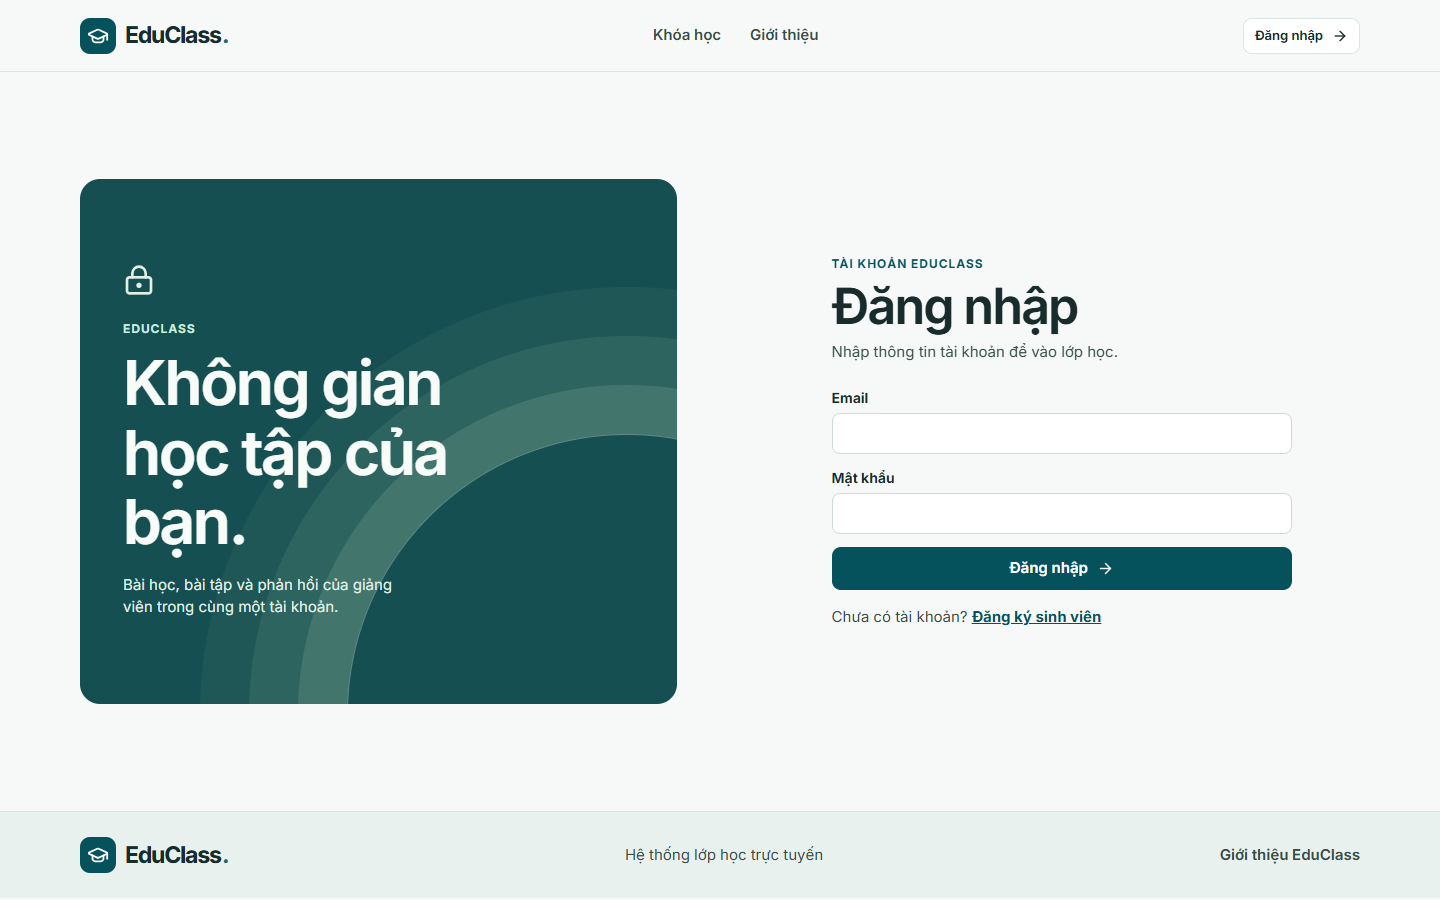 EduClass.
Khóa học
Giới thiệu
Đăng nhập
EDUCLASS
Không gian
học tập của
bạn.
Bài học, bài tập và phản hồi của giảng
viên trong cùng một tài khoản.
TÀI KHOẢN EDUCLASS
Đăng nhập
Nhập thông tin tài khoản để vào lớp học.
Email
Mật khẩu
Đăng nhập
Chưa có tài khoản? Đăng ký sinh viên
EduClass.
Hệ thống lớp học trực tuyến
Giới thiệu EduClass